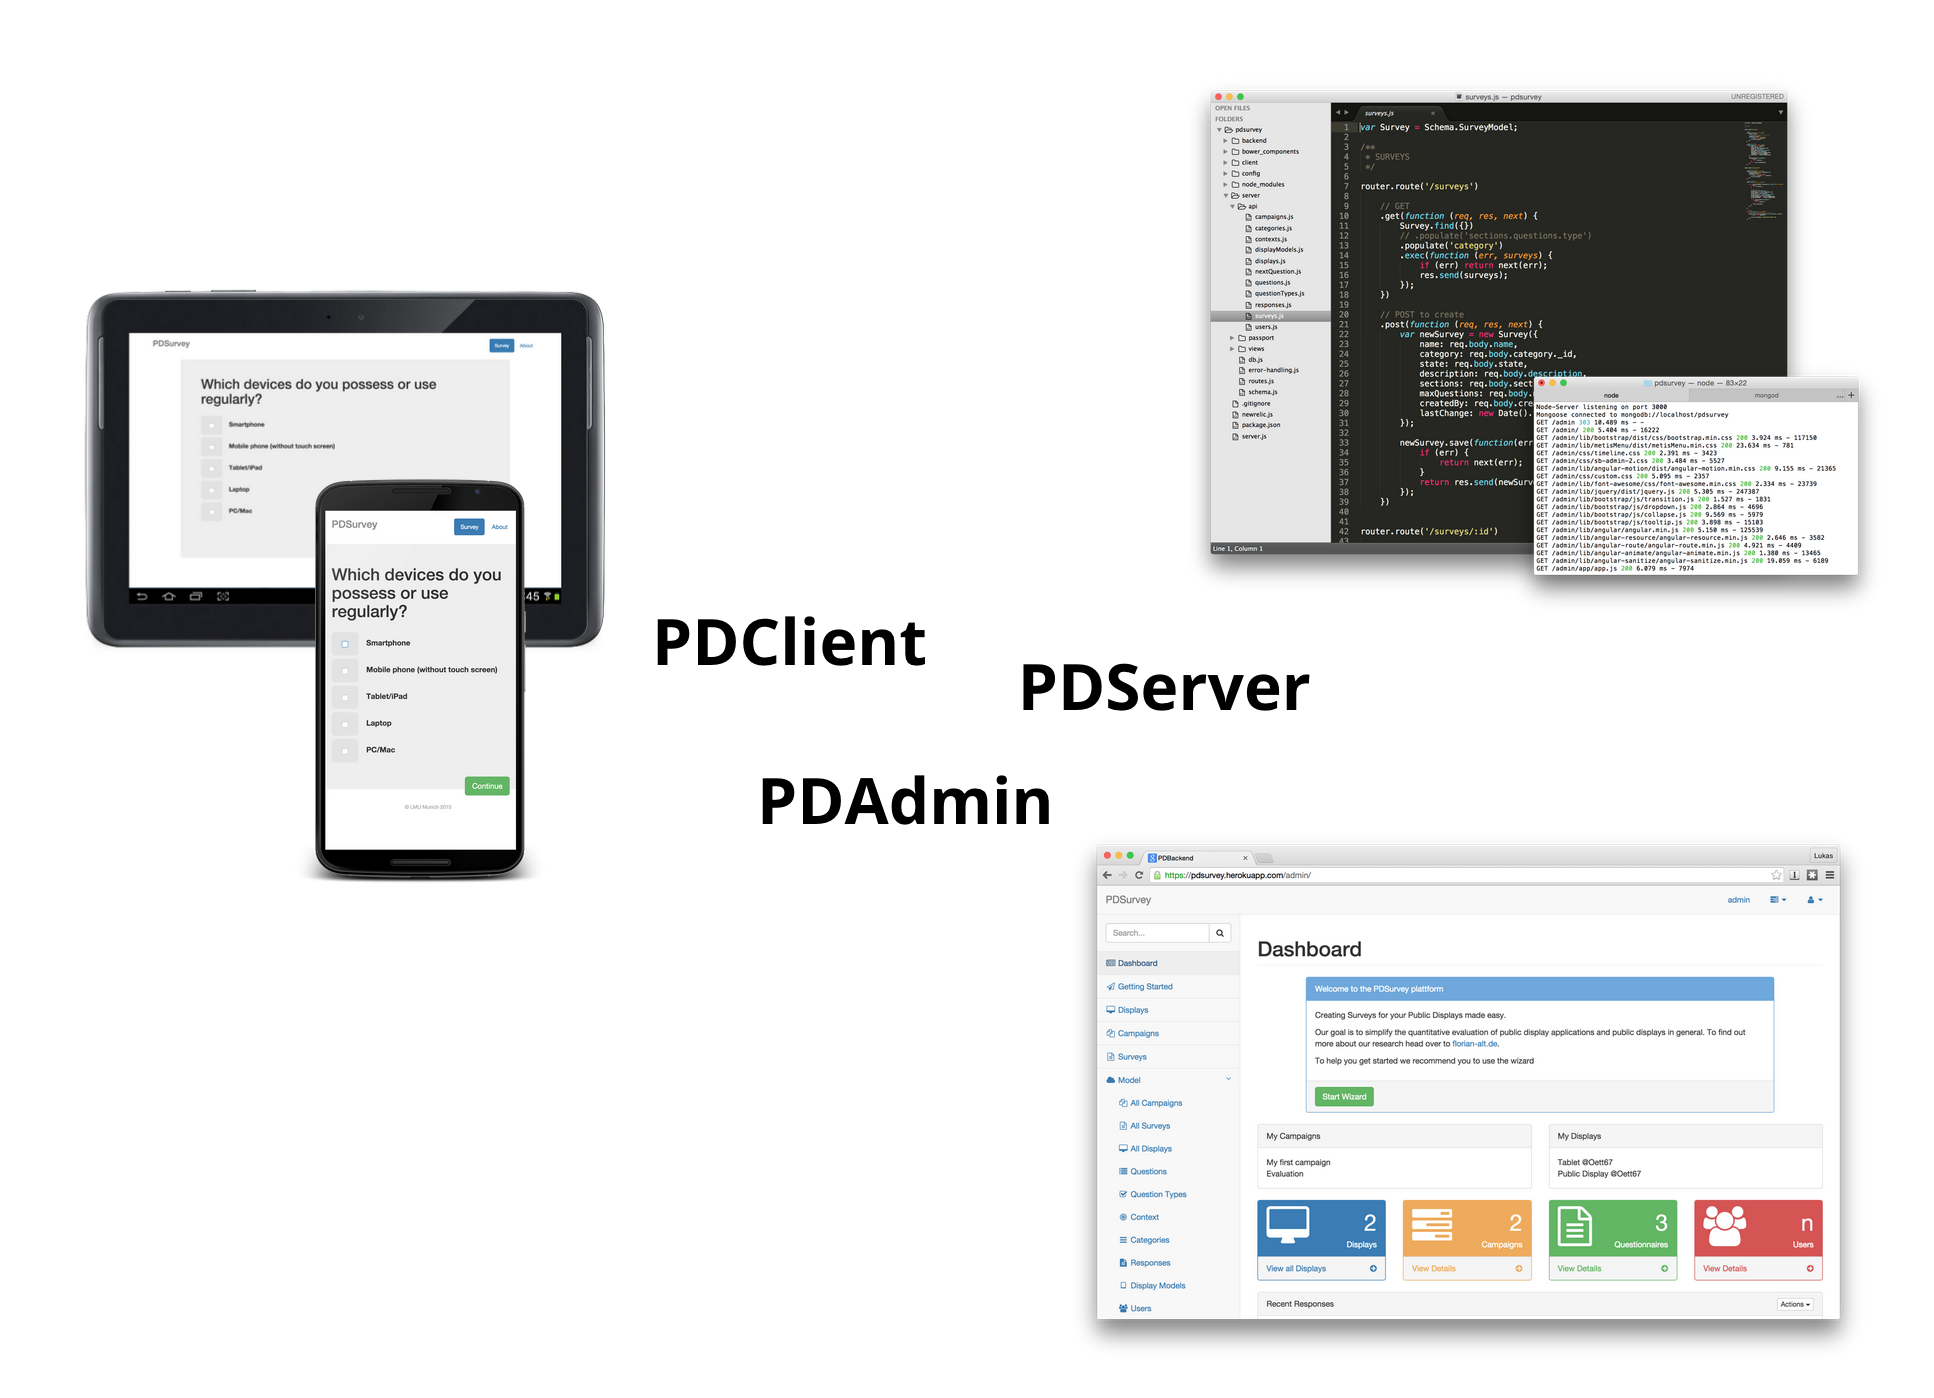 PDSurvey
Survey
About
Which devices do you possess or use
regularly?
Smartphone
Mobile phone (without touch screen)
Tablet/iPad
Laptop
PC/Mac
45
PDSurvey
Survey
About
Which devices do you
possess or use
regularly?
Smartphone
Mobile phone (without touch screen)
Tablet/iPad
Laptop
PC/Mac
Continue
© LMU Munich 2015
PDClient
PDServer
PDAdmin
surveys.js — pdsurvey
UNREGISTERED
OPEN FILES
FOLDERS
pdsurvey
backend
bower_components
client
config
node_modules
server
api
campaigns.js
categories.js
contexts.js
displayModels.js
displays.js
nextQuestion.js
questions.js
questionTypes.js
responses.js
surveys.js
users.js
passport
views
db.js
error-handling.js
routes.js
schema.js
.gitignore
newrelic.js
package.json
server.js
Line 1, Column 1
surveys.js
1 var Survey = Schema.SurveyModel;
2
3 /**
4 * SURVEYS
5 */
6
7 router.route('/surveys')
8
9 // GET
10 .get(function (req, res, next) {
11 Survey.find({})
12 // .populate('sections.questions.type')
13 .populate('category')
14 .exec(function (err, surveys) {
15 if (err) return next(err);
16 res.send(surveys);
17 });
18 })
19
20 // POST to create
21 .post(function (req, res, next) {
22 var newSurvey = new Survey({
23 name: req.body.name,
24 category: req.body.category._id,
25 state: req.body.state,
26 description: req.body.description,
27 sections: req.body.sect
28 maxQuestions: req.body.
29 createdBy: req.body.cre
30 lastChange: new Date().
31 });
32
33 newSurvey.save(function(err
34 if (err) {
35 return next(err);
36 }
37 return res.send(newSurv
38 });
39 })
40
41
42 router.route('/surveys/:id')
43
pdsurvey — node — 83×22
node
mongod
Node-Server listening on port 3000
Mongoose connected to mongodb://localhost/pdsurvey
GET /admin 303 10.489 ms - -
GET /admin/ 200 5.404 ms - 16222
GET /admin/lib/bootstrap/dist/css/bootstrap.min.css 200 3.924 ms - 117150
GET /admin/lib/metisMenu/dist/metisMenu.min.css 200 23.634 ms - 781
GET /admin/css/timeline.css 200 2.391 ms - 3423
GET /admin/css/sb-admin-2.css 200 3.484 ms - 5527
GET /admin/lib/angular-motion/dist/angular-motion.min.css 200 9.155 ms - 21365
GET /admin/css/custom.css 200 5.095 ms - 2357
GET /admin/lib/font-awesome/css/font-awesome.min.css 200 2.334 ms - 23739
GET /admin/lib/jquery/dist/jquery.js 200 5.305 ms - 247387
GET /admin/lib/bootstrap/js/transition.js 200 1.527 ms - 1831
GET /admin/lib/bootstrap/js/dropdown.js 200 2.864 ms - 4696
GET /admin/lib/bootstrap/js/collapse.js 200 9.569 ms - 5979
GET /admin/lib/bootstrap/js/tooltip.js 200 3.898 ms - 15103
GET /admin/lib/angular/angular.min.js 200 5.150 ms - 125539
GET /admin/lib/angular-resource/angular-resource.min.js 200 2.646 ms - 3582
GET /admin/lib/angular-route/angular-route.min.js 200 4.921 ms - 4409
GET /admin/lib/angular-animate/angular-animate.min.js 200 1.380 ms - 13465
GET /admin/lib/angular-sanitize/angular-sanitize.min.js 200 19.059 ms - 6189
GET /admin/app/app.js 200 6.079 ms - 7974
PDBackend
Lukas
https://pdsurvey.herokuapp.com/admin/
PDSurvey
admin
Search...
Dashboard
Getting Started
Displays
Campaigns
Surveys
Model
All Campaigns
All Surveys
All Displays
Questions
Question Types
Context
Categories
Responses
Display Models
Users
Dashboard
Welcome to the PDSurvey plattform
Creating Surveys for your Public Displays made easy.
Our goal is to simplify the quantitative evaluation of public display applications and public displays in general. To find out
more about our research head over to florian-alt.de.
To help you get started we recommend you to use the wizard
Start Wizard
My Campaigns
My first campaign
Evaluation
My Displays
Tablet @Oett67
Public Display @Oett67
2
Displays
View all Displays
2
Campaigns
View Details
3
Questionnaires
View Details
n
Users
View Details
Recent Responses
Actions